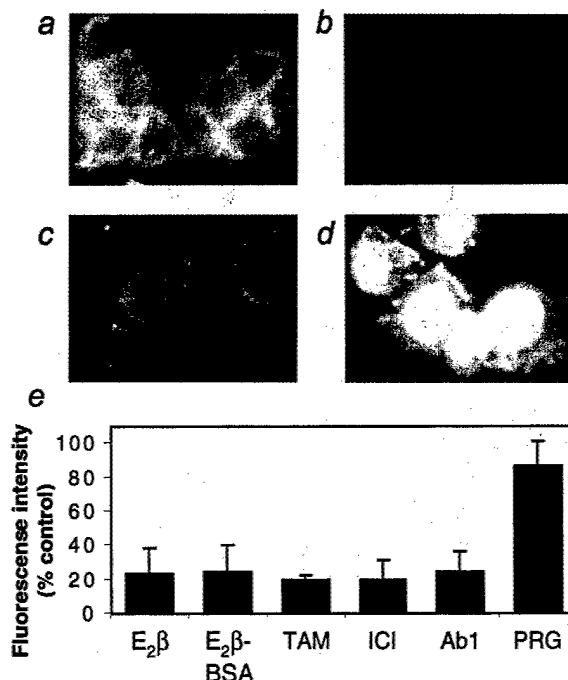 a
b
c
d
e
Fluorescense intensity
(% control)
100
80
60
40
20
0
E₂β
E₂β-
BSA
TAM
ICI
Ab1
PRG